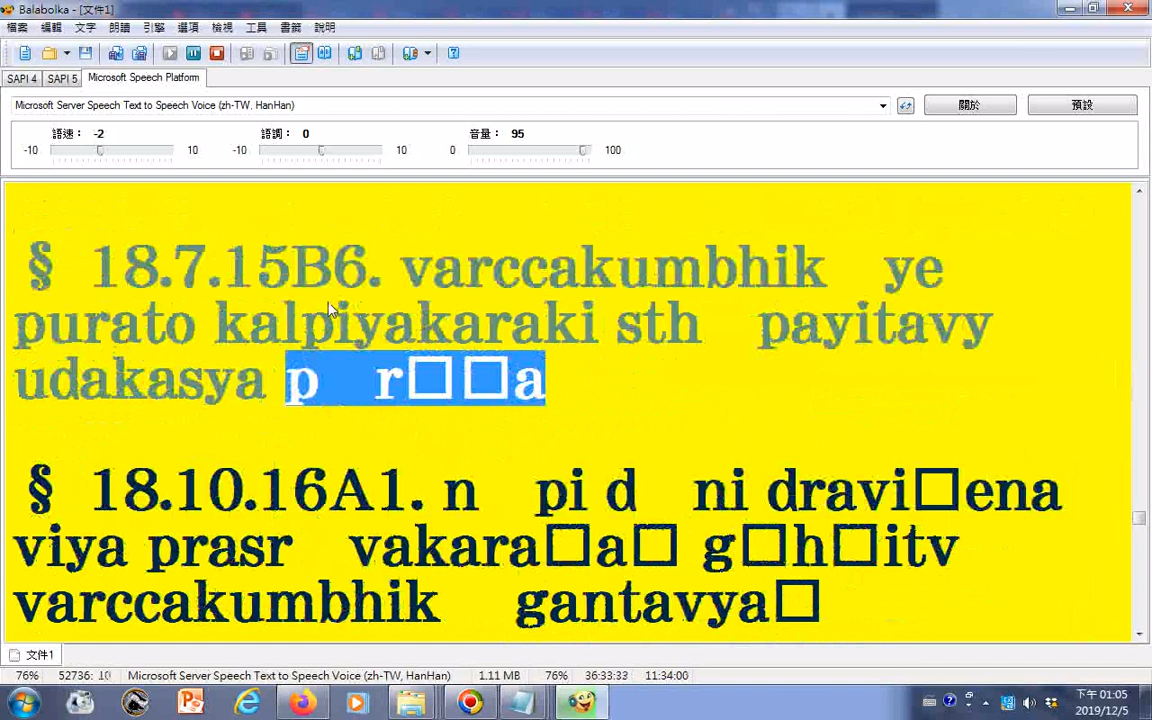 Balabolka - [文件1]
檔案 編輯 文字 朗讀 引擎 選項 檢視 工具 書籤 說明
SAPI 4 SAPI 5 Microsoft Speech Platform
Microsoft Server Speech Text to Speech Voice (zh-TW, HanHan) 關於 預設
語速： -2 語調： 0 音量： 95
-10 10 -10 10 0 100
§ 18.7.15B6. varccakumbhik ye
purato kalpiyakaraki sth payitavy
udakasya p r□□a
§ 18.10.16A1. n pi d ni dravi□ena
viya prasr vakara□a□ g□h□itv
varccakumbhik gantavya□
文件1
76% 52736: 10 Microsoft Server Speech Text to Speech Voice (zh-TW, HanHan) 1.11 MB 76% 36:33:33 11:34:00
下午 01:05
2019/12/5